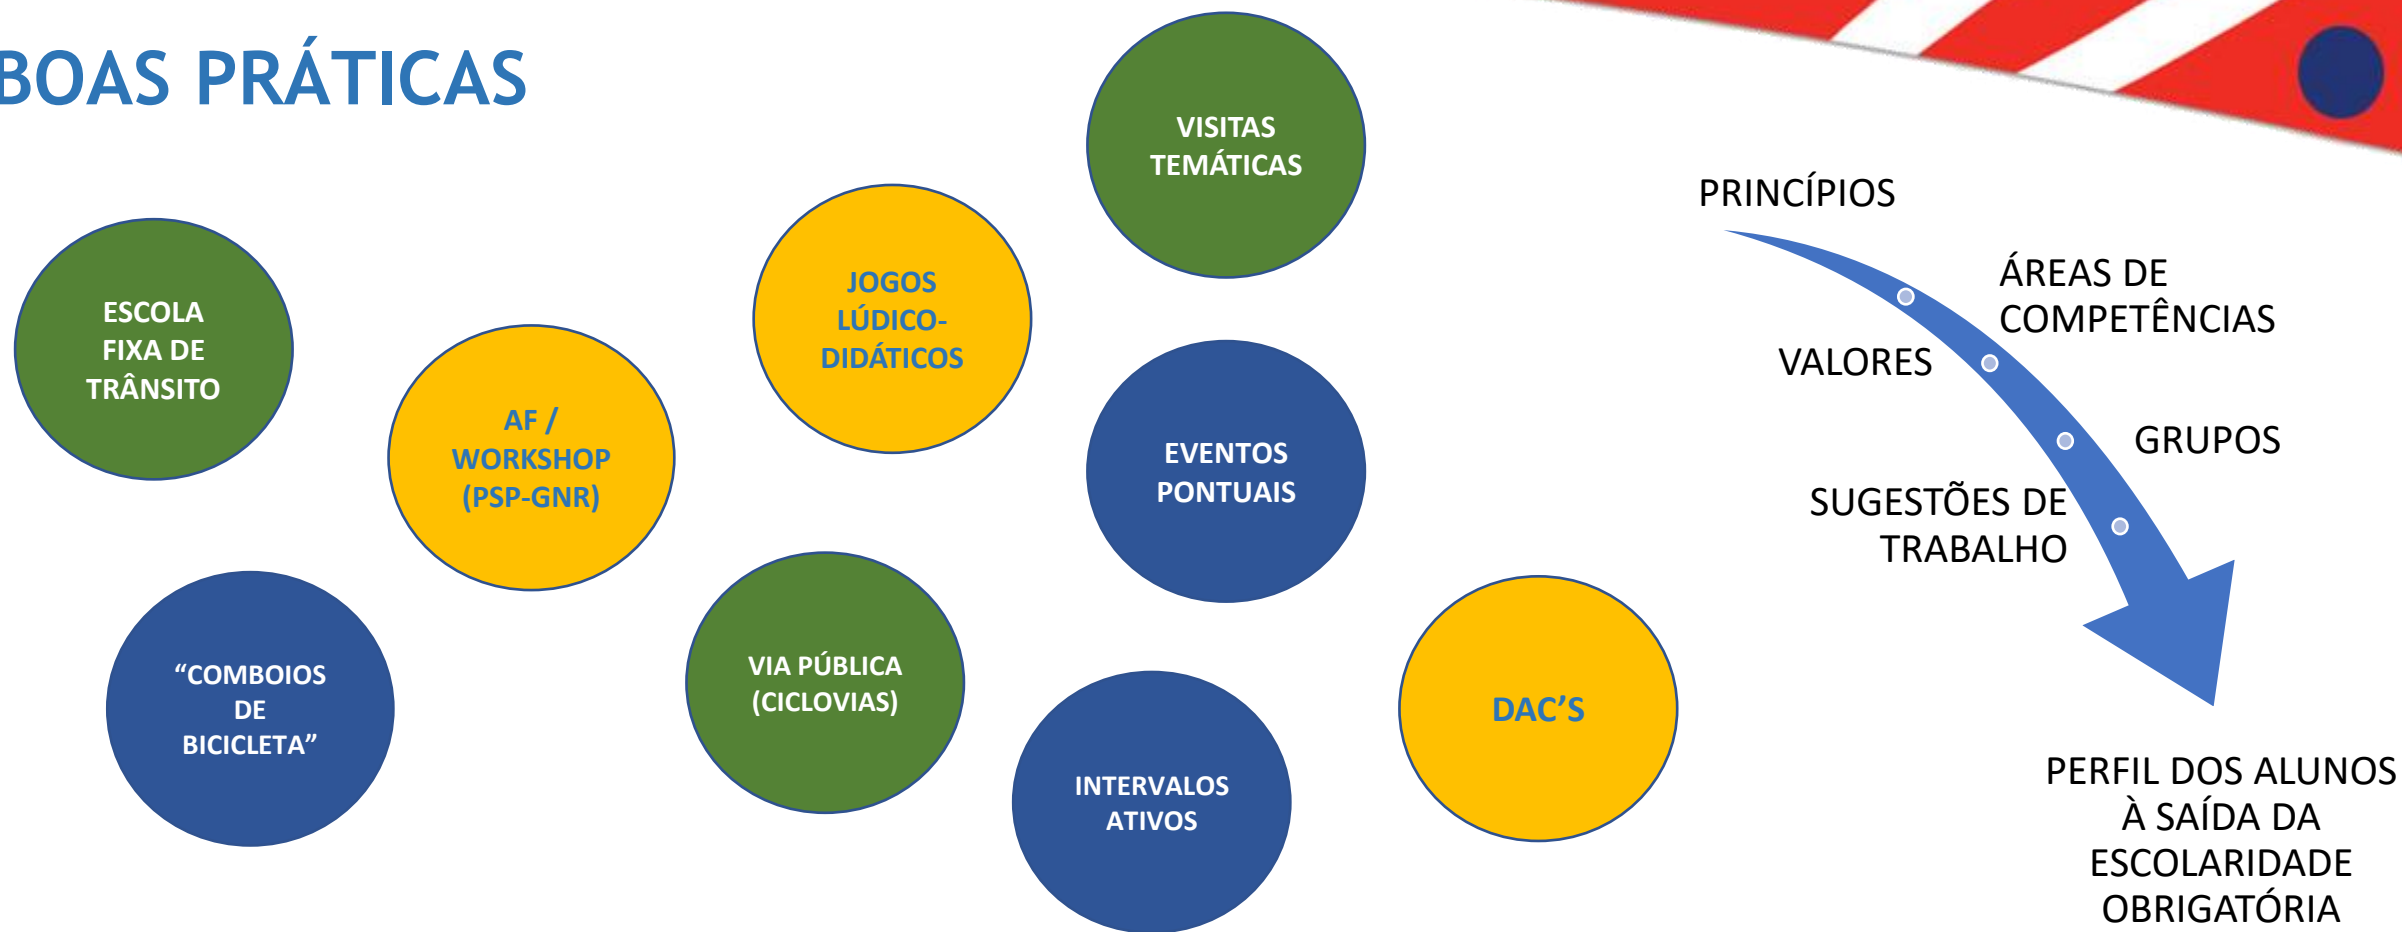 BOAS PRÁTICAS
VISITAS
TEMÁTICAS
ESCOLA
FIXA DE
TRÂNSITO
JOGOS
LÚDICO-
DIDÁTICOS
AF /
WORKSHOP
(PSP-GNR)
EVENTOS
PONTUAIS
“COMBOIOS
DE
BICICLETA”
VIA PÚBLICA
(CICLOVIAS)
INTERVALOS
ATIVOS
DAC’S
PRINCÍPIOS
ÁREAS DE
COMPETÊNCIAS
VALORES
GRUPOS
SUGESTÕES DE
TRABALHO
PERFIL DOS ALUNOS
À SAÍDA DA
ESCOLARIDADE
OBRIGATÓRIA